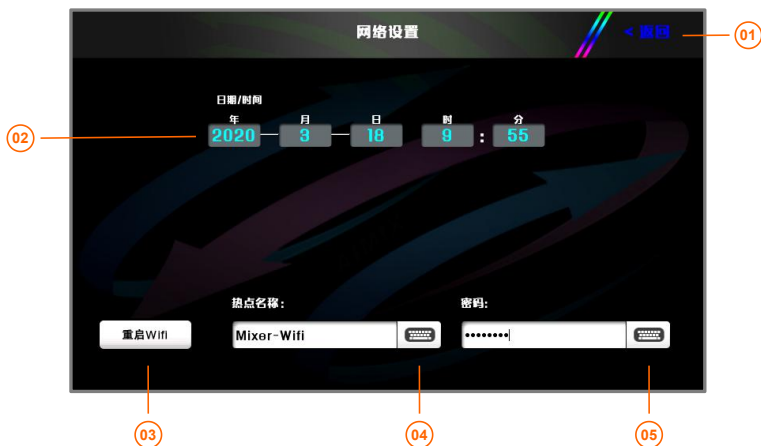 网络设置
< 返回
01
日期/时间
年 月 日 时 分
02
2020 — 3 — 18 9 : 55
热点名称: 密码:
重启Wifi Mixer-Wifi ••••••••
03 04 05